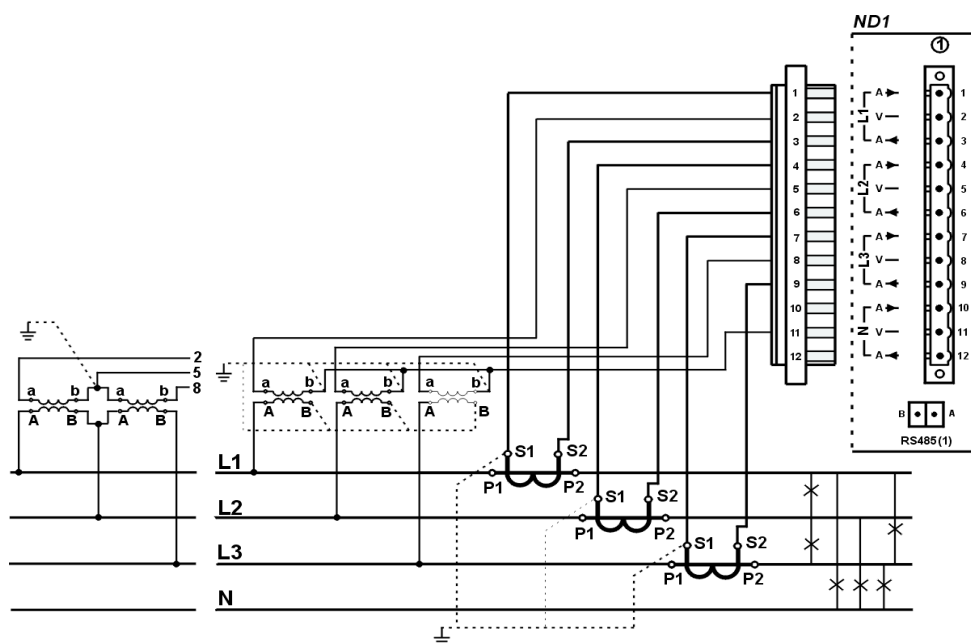 ND1
1
1 A 1
2 L1 V 2
3 A 3
4 A 4
5 L2 V 5
6 A 6
7 A 7
8 L3 V 8
9 A 9
10 A 10
11 N V 11
12 A 12
2
5
8
a b a b
A B A B
a b a b a b
A B A B A B
B A
RS485(1)
L1
S1 S2
P1 P2
L2
S1 S2
P1 P2
L3
S1 S2
P1 P2
N